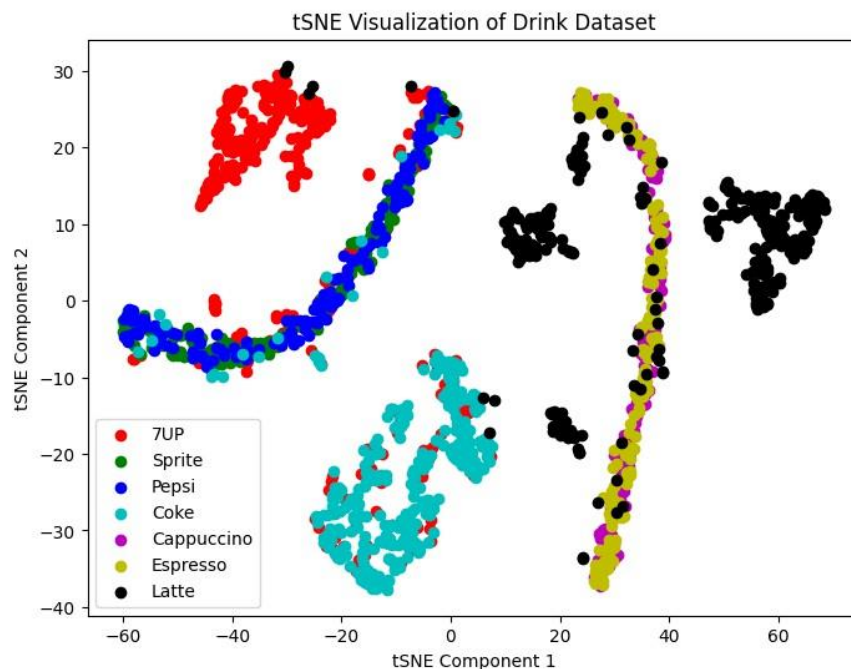 tSNE Visualization of Drink Dataset
30
20
10
0
−10
−20
−30
−40
tSNE Component 2
7UP
Sprite
Pepsi
Coke
Cappuccino
Espresso
Latte
−60 −40 −20 0 20 40 60
tSNE Component 1